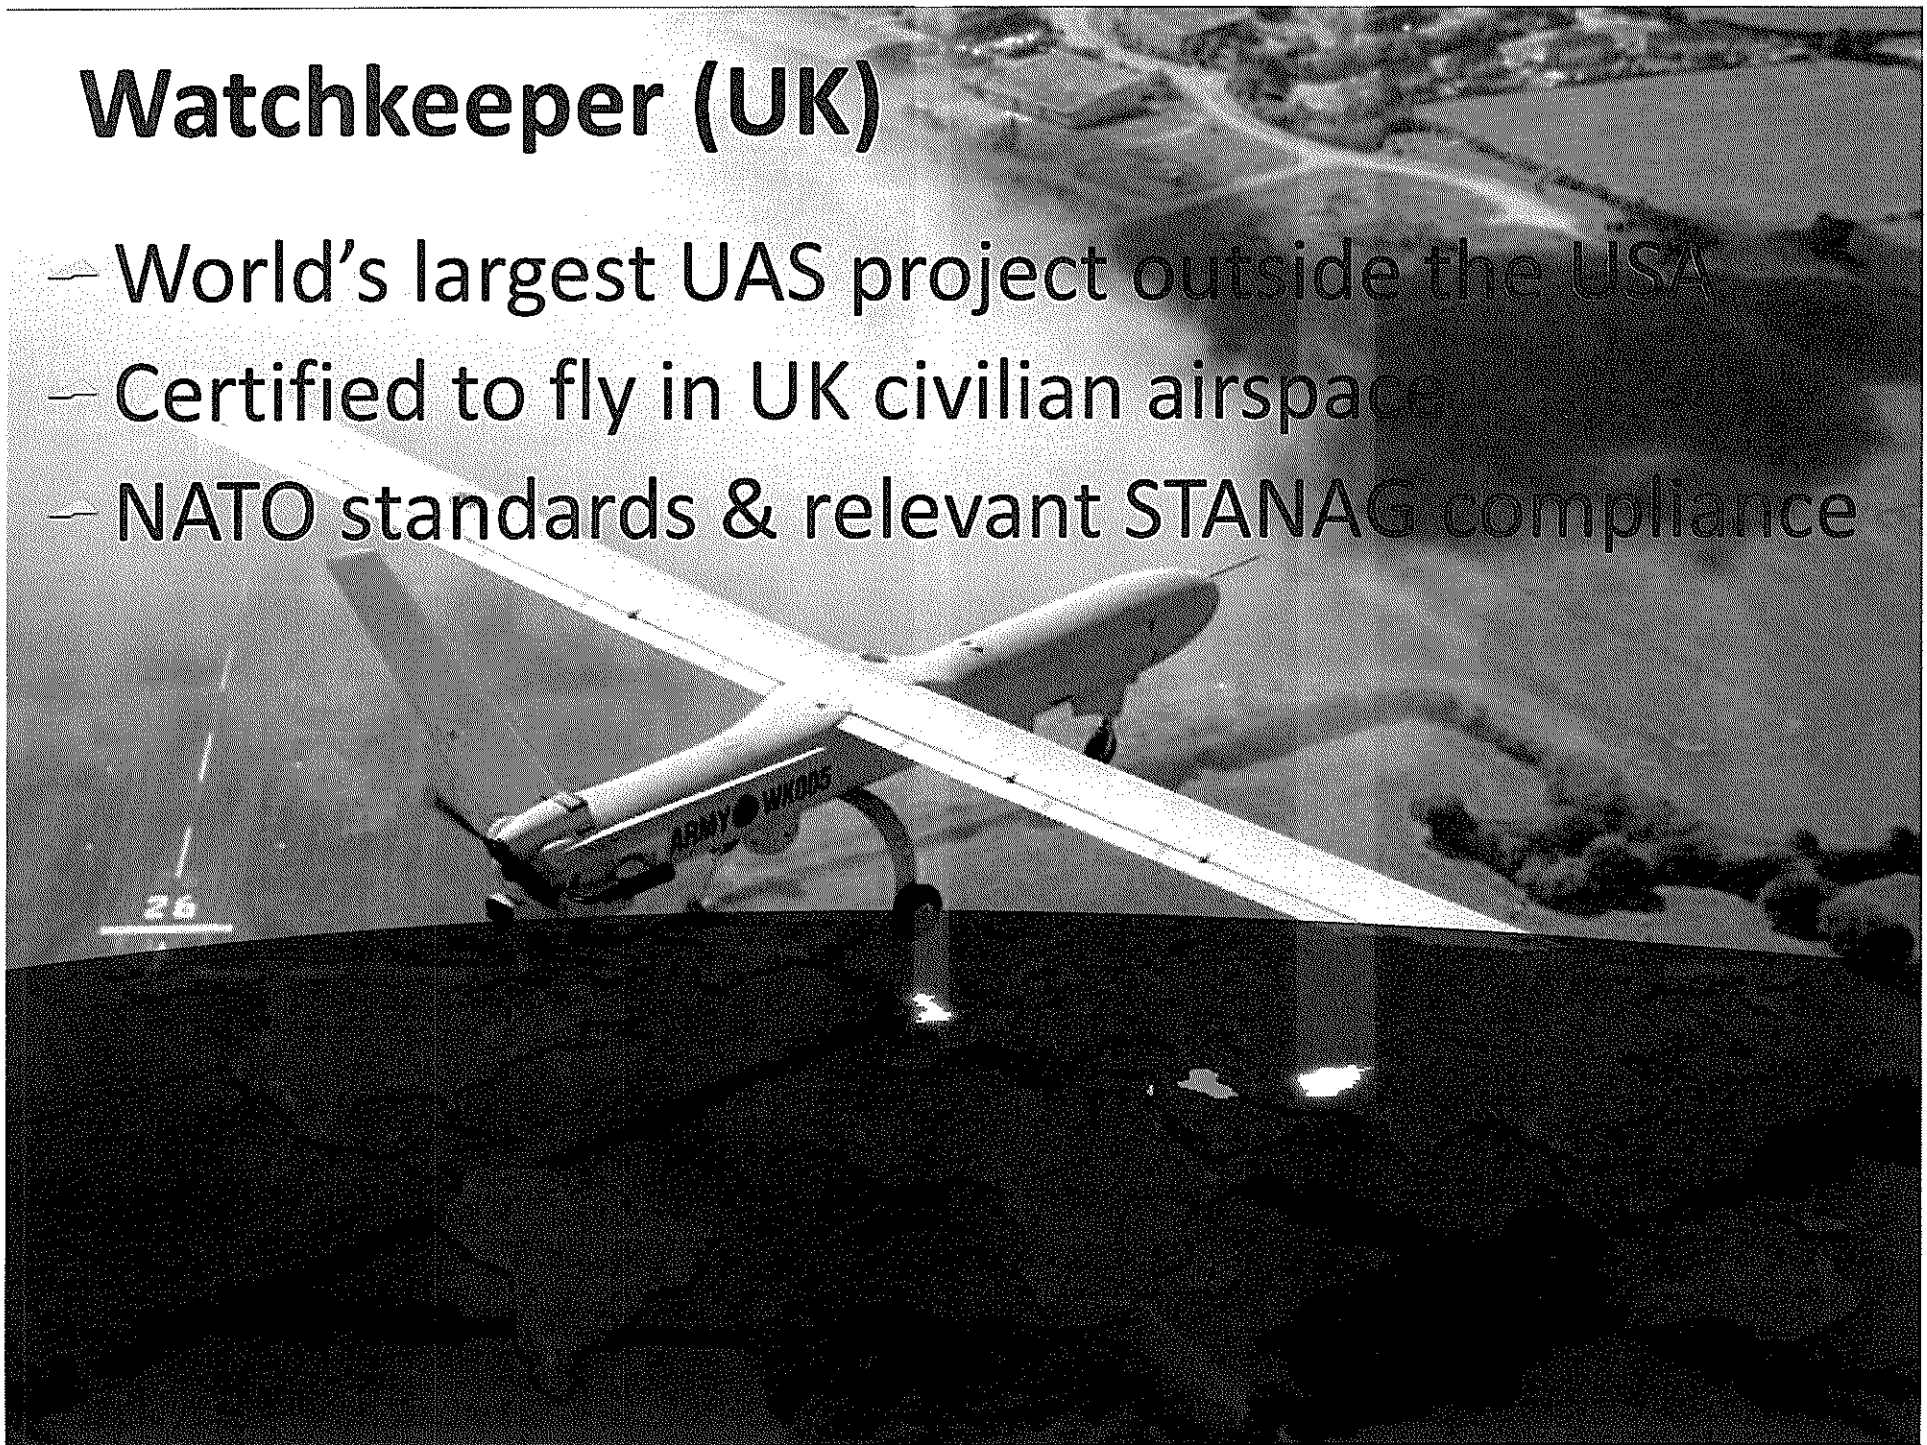 Watchkeeper (UK)
World's largest UAS project outside the USA
Certified to fly in UK civilian airspace
NATO standards & relevant STANAG compliance
ARMY WK005
26